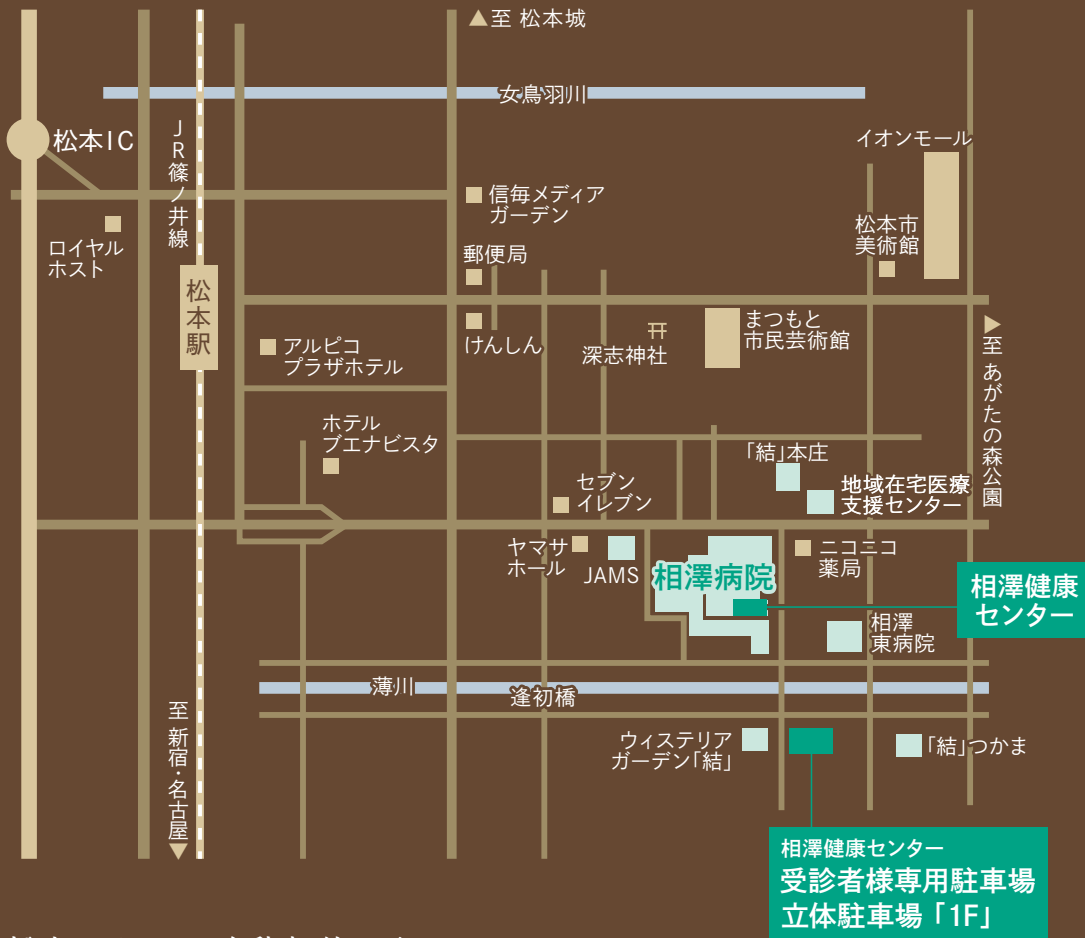 ▲至 松本城
女鳥羽川
松本IC
JR篠ノ井線
イオンモール
信毎メディア
ガーデン
松本市
美術館
ロイヤル
ホスト
郵便局
松本駅
けんしん
深志神社
まつもと
市民芸術館
アルピコ
プラザホテル
▶至 あがたの森公園
ホテル
ブエナビスタ
「結」本庄
セブン
イレブン
地域在宅医療
支援センター
ヤマサ
ホール
JAMS
相澤病院
ニコニコ
薬局
相澤健康
センター
相澤
東病院
薄川
逢初橋
至 新宿・名古屋▼
ウィステリア
ガーデン「結」
「結」つかま
相澤健康センター
受診者様専用駐車場
立体駐車場「1F」